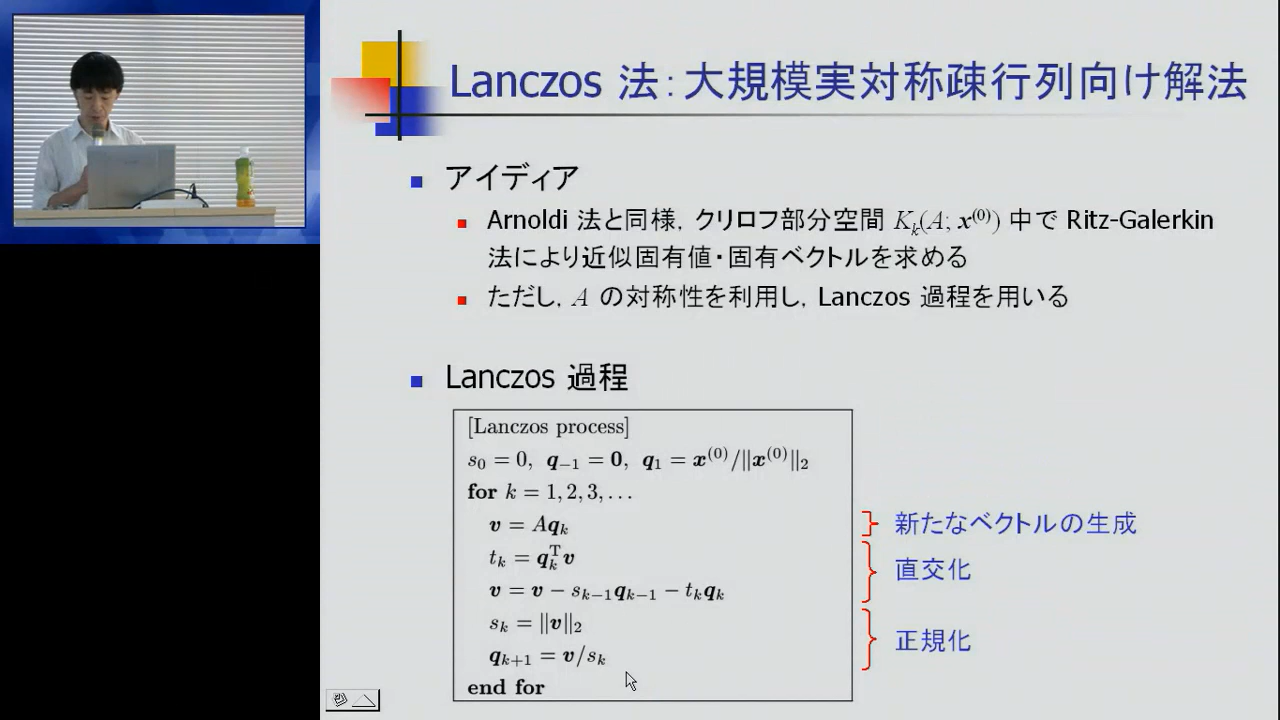 Lanczos 法：大規模実対称疎行列向け解法
アイディア
Arnoldi 法と同様，クリロフ部分空間 K_k(A; x^(0)) 中で Ritz-Galerkin
法により近似固有値・固有ベクトルを求める
ただし，A の対称性を利用し，Lanczos 過程を用いる
Lanczos 過程
[Lanczos process]
s_0 = 0, q_{-1} = 0, q_1 = x^(0)/‖x^(0)‖_2
for k = 1, 2, 3, . . .
v = Aq_k
新たなベクトルの生成
t_k = q_k^T v
直交化
v = v − s_{k−1}q_{k−1} − t_k q_k
s_k = ‖v‖_2
正規化
q_{k+1} = v/s_k
end for